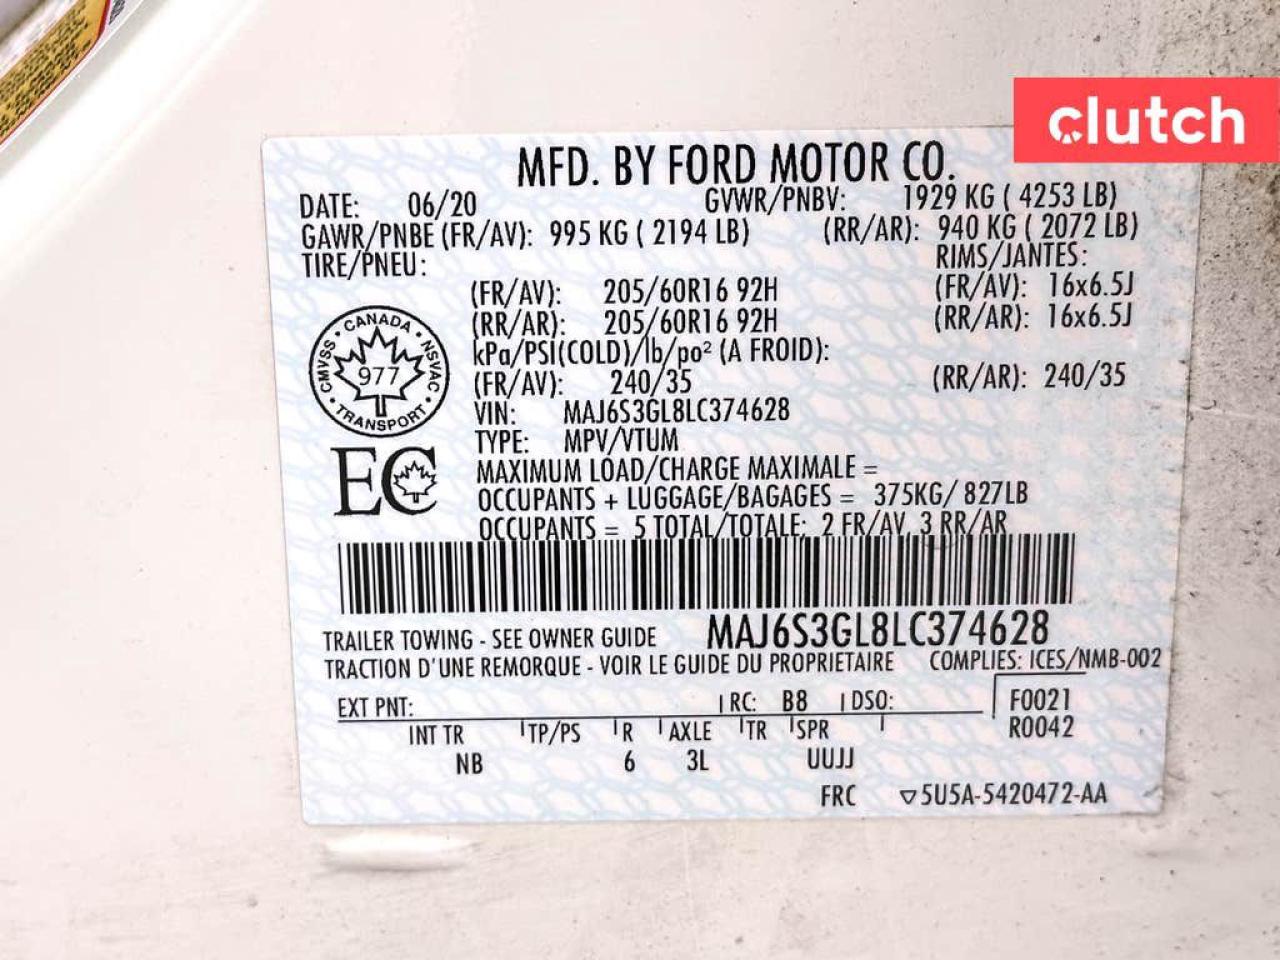 clutch
MFD. BY FORD MOTOR CO.
DATE: 06/20 GVWR/PNBV: 1929 KG ( 4253 LB)
GAWR/PNBE (FR/AV): 995 KG ( 2194 LB) (RR/AR): 940 KG ( 2072 LB)
TIRE/PNEU: RIMS/JANTES:
(FR/AV): 205/60R16 92H (FR/AV): 16x6.5J
(RR/AR): 205/60R16 92H (RR/AR): 16x6.5J
kPa/PSI(COLD)/lb/po² (A FROID):
(FR/AV): 240/35 (RR/AR): 240/35
CANADA • NSVAC • TRANSPORT • CMVSS •
977
VIN: MAJ6S3GL8LC374628
TYPE: MPV/VTUM
EC
MAXIMUM LOAD/CHARGE MAXIMALE =
OCCUPANTS + LUGGAGE/BAGAGES = 375KG/ 827LB
OCCUPANTS = 5 TOTAL/TOTALE: 2 FR/AV, 3 RR/AR
TRAILER TOWING - SEE OWNER GUIDE MAJ6S3GL8LC374628
TRACTION D'UNE REMORQUE - VOIR LE GUIDE DU PROPRIETAIRE COMPLIES: ICES/NMB-002
EXT PNT: RC: B8 DSO: F0021
INT TR TP/PS R AXLE TR SPR R0042
NB 6 3L UUJJ
FRC ▽5U5A-5420472-AA